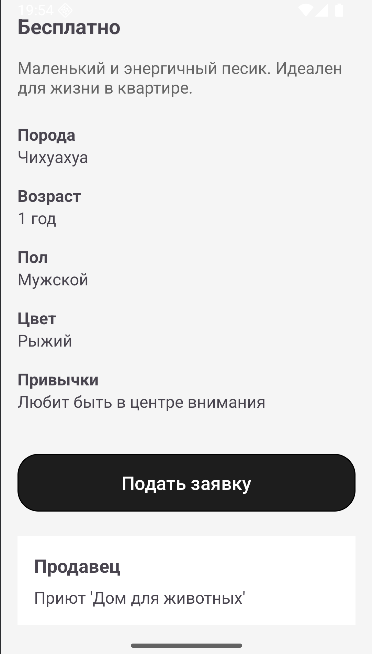 19:54
Бесплатно
Маленький и энергичный песик. Идеален
для жизни в квартире.
Порода
Чихуахуа
Возраст
1 год
Пол
Мужской
Цвет
Рыжий
Привычки
Любит быть в центре внимания
Подать заявку
Продавец
Приют 'Дом для животных'